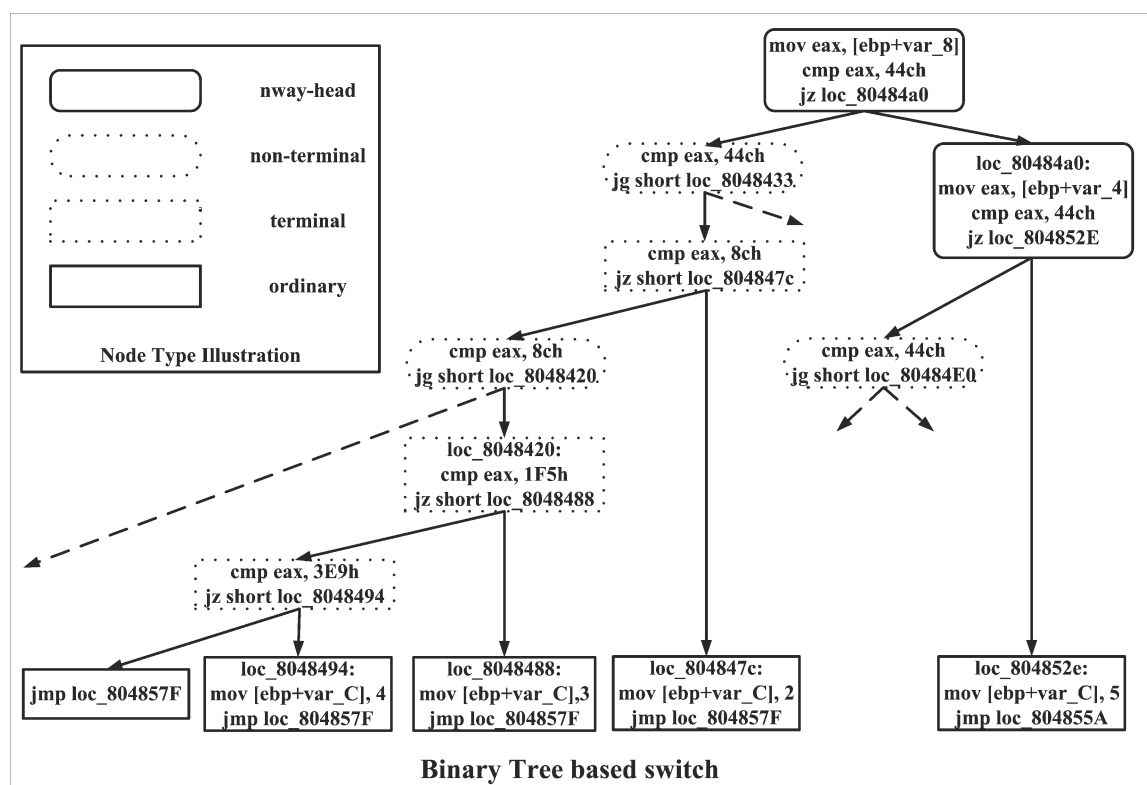 nway-head
non-terminal
terminal
ordinary
Node Type Illustration
mov eax, [ebp+var_8]
cmp eax, 44ch
jz loc_80484a0
cmp eax, 44ch
jg short loc_8048433
loc_80484a0:
mov eax, [ebp+var_4]
cmp eax, 44ch
jz loc_804852E
cmp eax, 8ch
jz short loc_804847c
cmp eax, 8ch
jg short loc_8048420
cmp eax, 44ch
jg short loc_80484E0
loc_8048420:
cmp eax, 1F5h
jz short loc_8048488
cmp eax, 3E9h
jz short loc_8048494
jmp loc_804857F
loc_8048494:
mov [ebp+var_C], 4
jmp loc_804857F
loc_8048488:
mov [ebp+var_C],3
jmp loc_804857F
loc_804847c:
mov [ebp+var_C], 2
jmp loc_804857F
loc_804852e:
mov [ebp+var_C], 5
jmp loc_804855A
Binary Tree based switch